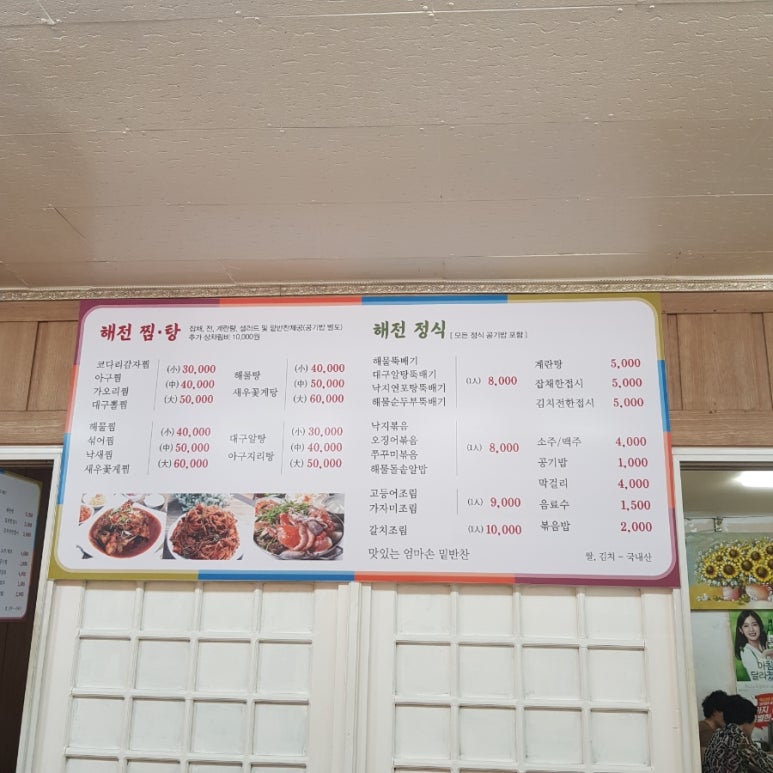 해전 찜·탕
잡채, 전, 계란탕, 샐러드 및 밑반찬제공(공기밥 별도)
추가 상차림비 10,000원
코다리감자찜
아구찜
가오리찜
대구뽈찜
(小) 30,000
(中) 40,000
(大) 50,000
해물탕
새우꽃게탕
(小) 40,000
(中) 50,000
(大) 60,000
해물찜
섞어찜
낙새찜
새우꽃게찜
(小) 40,000
(中) 50,000
(大) 60,000
대구알탕
아구지리탕
(小) 30,000
(中) 40,000
(大) 50,000
해전 정식 [ 모든 정식 공기밥 포함 ]
해물뚝베기
대구알탕뚝배기
낙지연포탕뚝배기
해물순두부뚝배기
(1人) 8,000
낙지볶음
오징어볶음
쭈꾸미볶음
해물돌솥알밥
(1人) 8,000
고등어조림
가자미조림
(1人) 9,000
갈치조림 (1人) 10,000
맛있는 엄마손 밑반찬
계란탕 5,000
잡채한접시 5,000
김치전한접시 5,000
소주/맥주 4,000
공기밥 1,000
막걸리 4,000
음료수 1,500
볶음밥 2,000
쌀, 김치 - 국내산